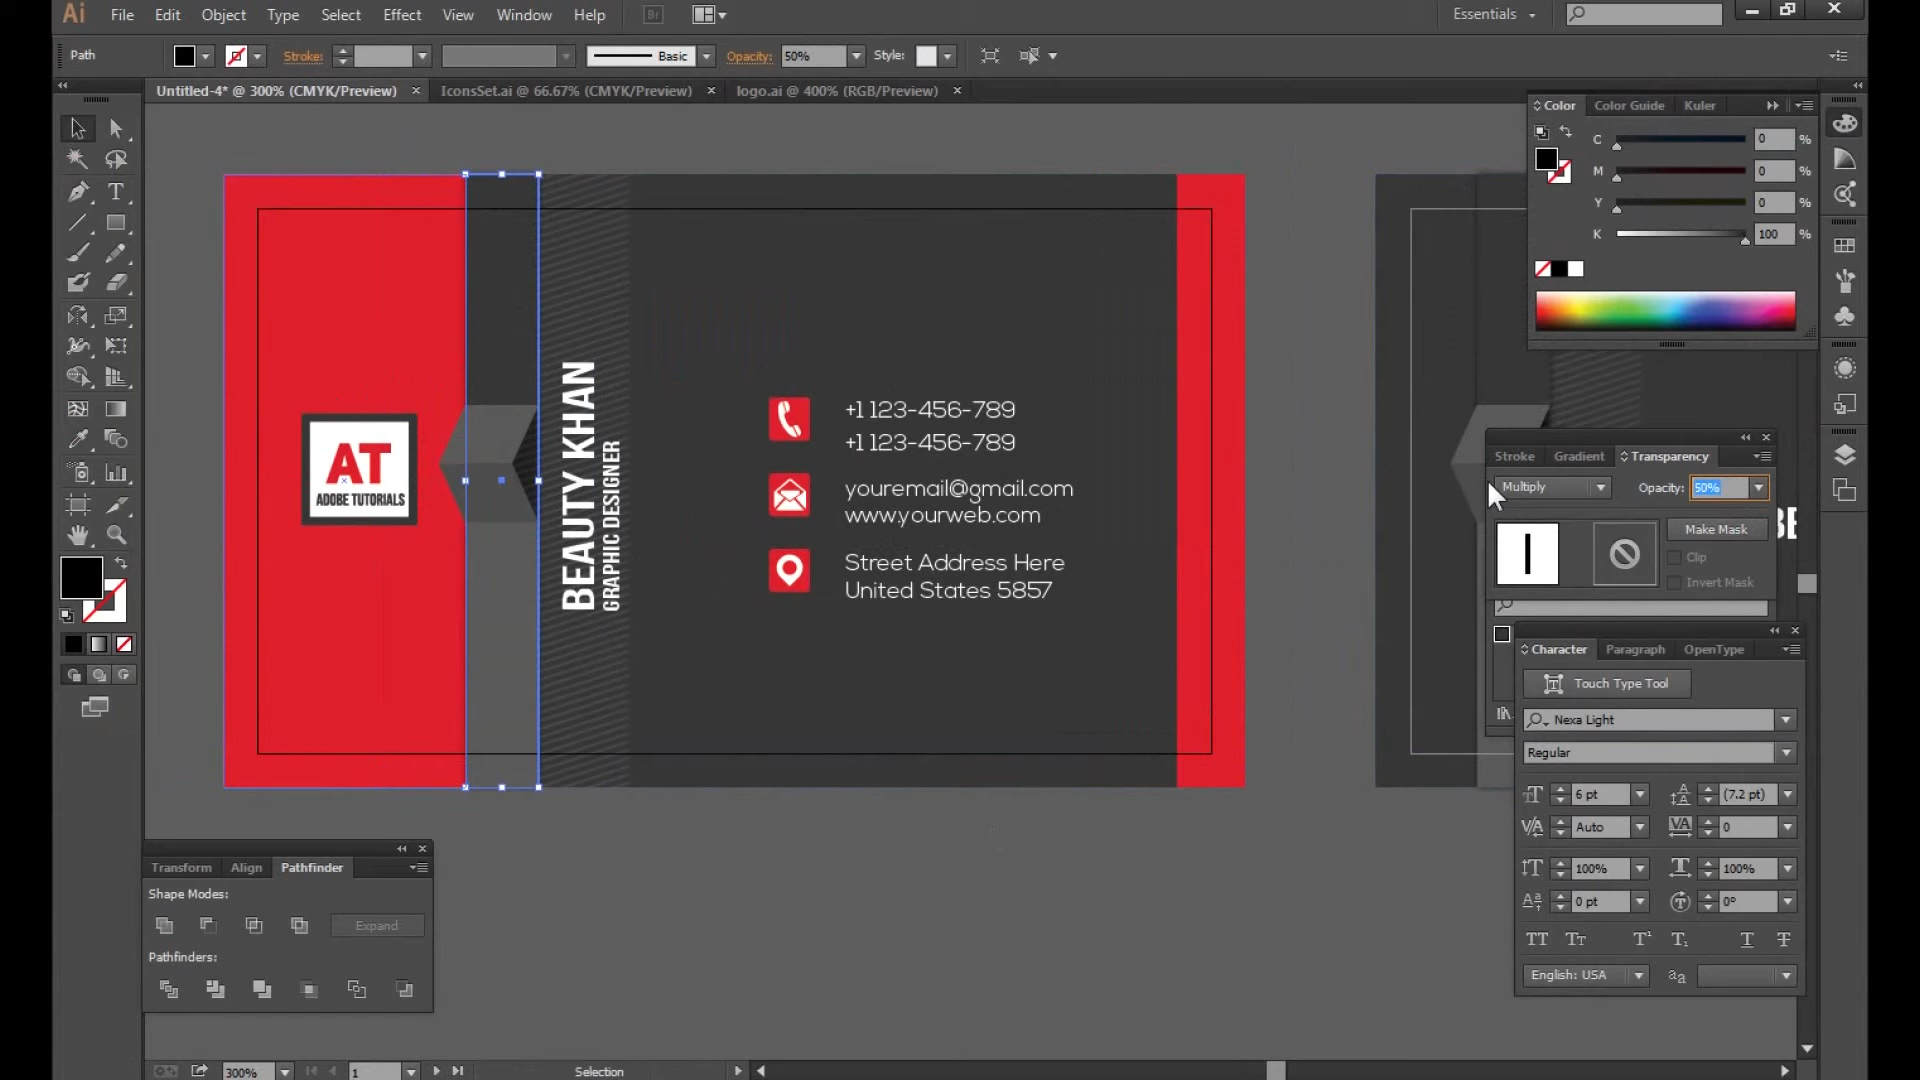 Ai File Edit Object Type Select Effect View Window Help Br Essentials
Path Stroke: Basic Opacity: 50% Style:
Untitled-4* @ 300% (CMYK/Preview) IconsSet.ai @ 66.67% (CMYK/Preview) logo.ai @ 400% (RGB/Preview)
Color Color Guide Kuler
C 0 %
M 0 %
Y 0 %
K 100 %
AT
ADOBE TUTORIALS
BEAUTY KHAN
GRAPHIC DESIGNER
+1 123-456-789
+1 123-456-789
youremail@gmail.com
www.yourweb.com
Street Address Here
United States 5857
BE
Stroke Gradient Transparency
Multiply Opacity: 50%
Make Mask
Clip
Invert Mask
Character Paragraph OpenType
Touch Type Tool
Nexa Light
Regular
6 pt (7.2 pt)
Auto 0
100% 100%
0 pt 0°
English: USA
Transform Align Pathfinder
Shape Modes:
Expand
Pathfinders:
300% 1 Selection